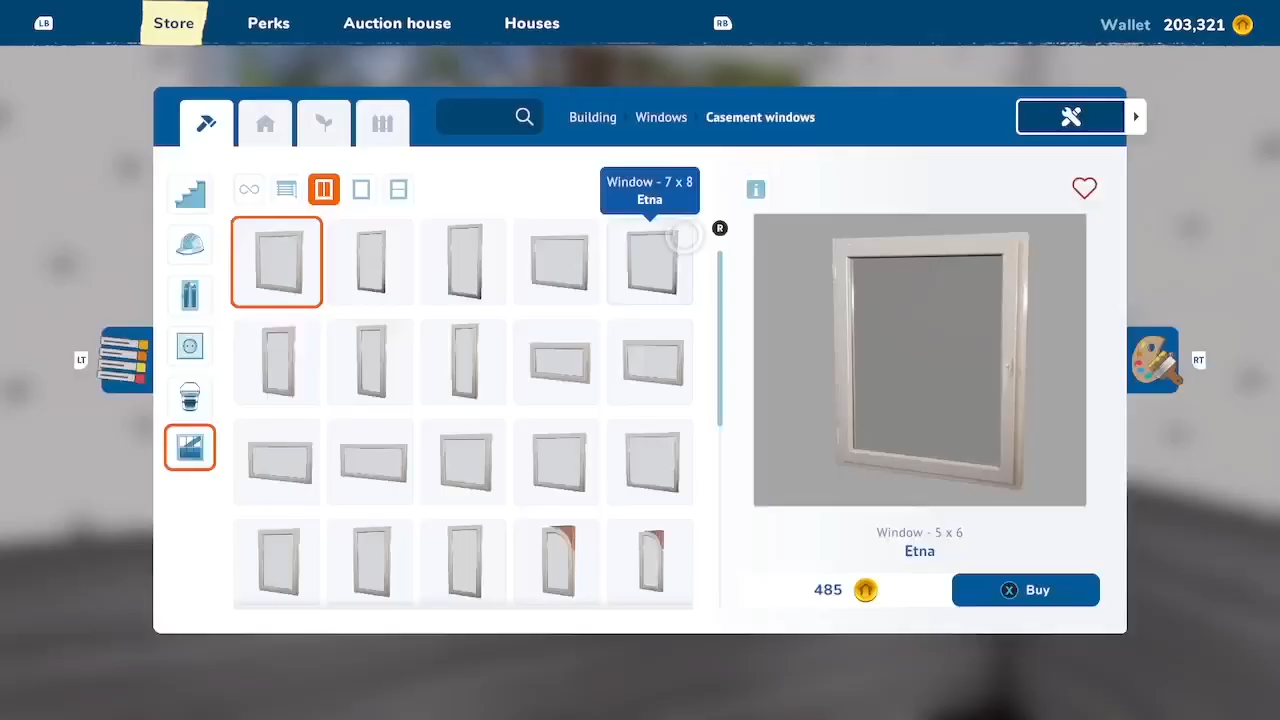 LB
Store
Perks
Auction house
Houses
RB
Wallet 203,321
Building
Windows
Casement windows
Window - 7 x 8
Etna
R
LT
RT
Window - 5 x 6
Etna
485
X Buy